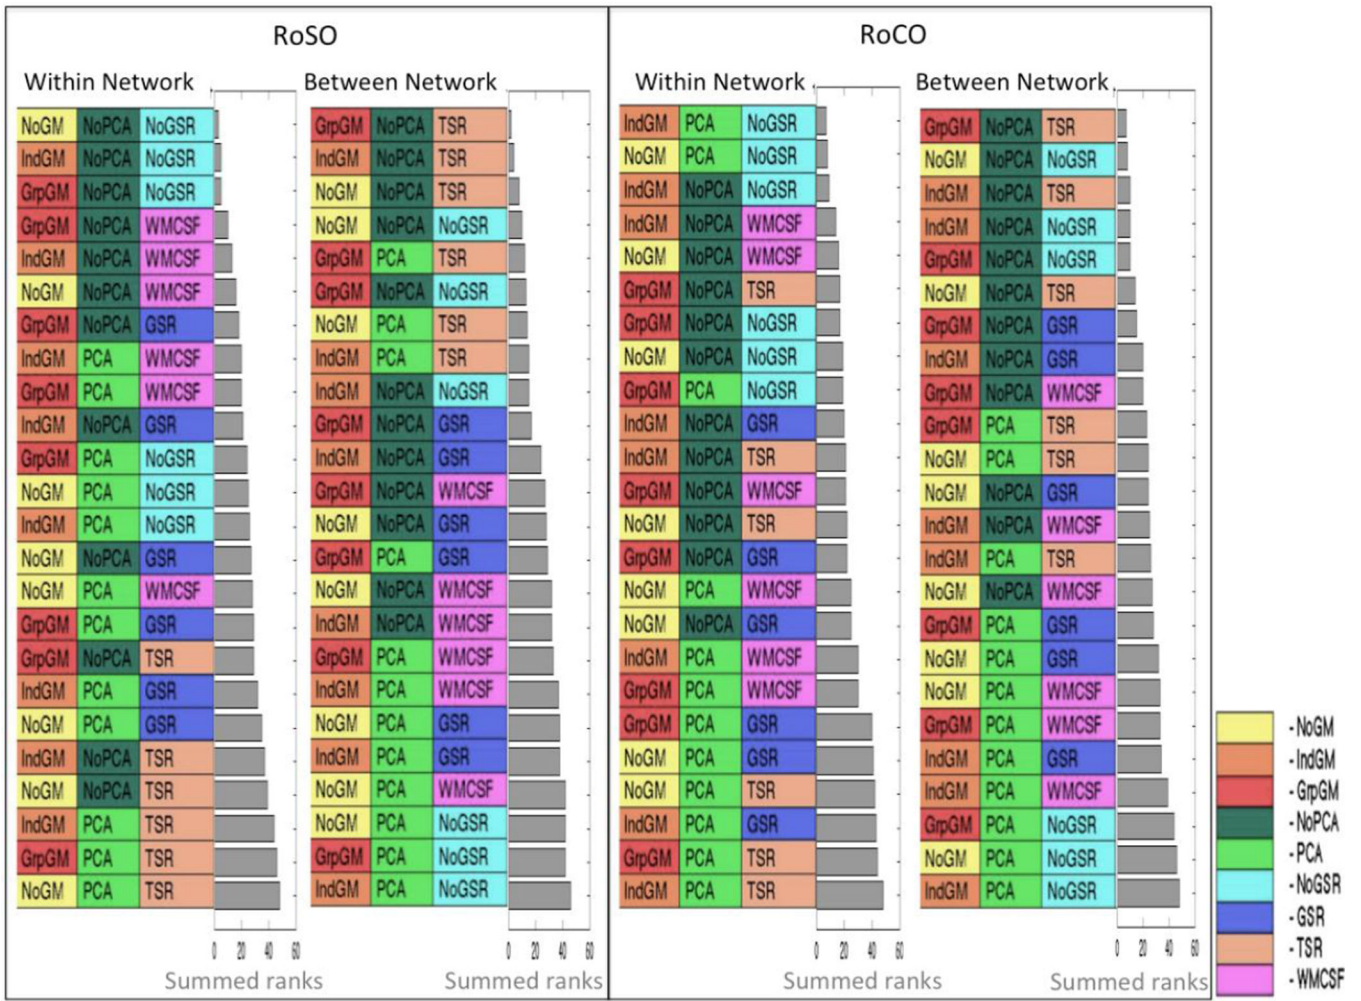 RoSO RoCO
Within Network Between Network Within Network Between Network
NoGM NoPCA NoGSR GrpGM NoPCA TSR IndGM PCA NoGSR GrpGM NoPCA TSR
IndGM NoPCA NoGSR IndGM NoPCA TSR NoGM PCA NoGSR NoGM NoPCA NoGSR
GrpGM NoPCA NoGSR NoGM NoPCA TSR IndGM NoPCA NoGSR IndGM NoPCA TSR
GrpGM NoPCA WMCSF NoGM NoPCA NoGSR IndGM NoPCA WMCSF IndGM NoPCA NoGSR
IndGM NoPCA WMCSF GrpGM PCA TSR NoGM NoPCA WMCSF GrpGM NoPCA NoGSR
NoGM NoPCA WMCSF GrpGM NoPCA NoGSR GrpGM NoPCA TSR NoGM NoPCA TSR
GrpGM NoPCA GSR NoGM PCA TSR GrpGM NoPCA NoGSR GrpGM NoPCA GSR
IndGM PCA WMCSF IndGM PCA TSR NoGM NoPCA NoGSR IndGM NoPCA GSR
GrpGM PCA WMCSF IndGM NoPCA NoGSR GrpGM PCA NoGSR GrpGM NoPCA WMCSF
IndGM NoPCA GSR GrpGM NoPCA GSR IndGM NoPCA GSR GrpGM PCA TSR
GrpGM PCA NoGSR IndGM NoPCA GSR IndGM NoPCA TSR NoGM PCA TSR
NoGM PCA NoGSR GrpGM NoPCA WMCSF GrpGM NoPCA WMCSF NoGM NoPCA GSR
IndGM PCA NoGSR NoGM NoPCA GSR NoGM NoPCA TSR IndGM NoPCA WMCSF
NoGM NoPCA GSR GrpGM PCA GSR GrpGM NoPCA GSR IndGM PCA TSR
NoGM PCA WMCSF NoGM NoPCA WMCSF NoGM PCA WMCSF NoGM NoPCA WMCSF
GrpGM PCA GSR IndGM NoPCA WMCSF NoGM NoPCA GSR GrpGM PCA GSR
GrpGM NoPCA TSR GrpGM PCA WMCSF IndGM PCA WMCSF NoGM PCA GSR
IndGM PCA GSR IndGM PCA WMCSF GrpGM PCA WMCSF NoGM PCA WMCSF
NoGM PCA GSR NoGM PCA GSR GrpGM PCA GSR GrpGM PCA WMCSF
IndGM NoPCA TSR IndGM PCA GSR NoGM PCA GSR IndGM PCA GSR
NoGM NoPCA TSR NoGM PCA WMCSF NoGM PCA TSR IndGM PCA WMCSF
IndGM PCA TSR NoGM PCA NoGSR IndGM PCA GSR GrpGM PCA NoGSR
GrpGM PCA TSR GrpGM PCA NoGSR GrpGM PCA TSR NoGM PCA NoGSR
NoGM PCA TSR IndGM PCA NoGSR IndGM PCA TSR IndGM PCA NoGSR
0 20 40 60 0 20 40 60 0 20 40 60 0 20 40 60
Summed ranks Summed ranks Summed ranks Summed ranks
- NoGM
- IndGM
- GrpGM
- NoPCA
- PCA
- NoGSR
- GSR
- TSR
- WMCSF